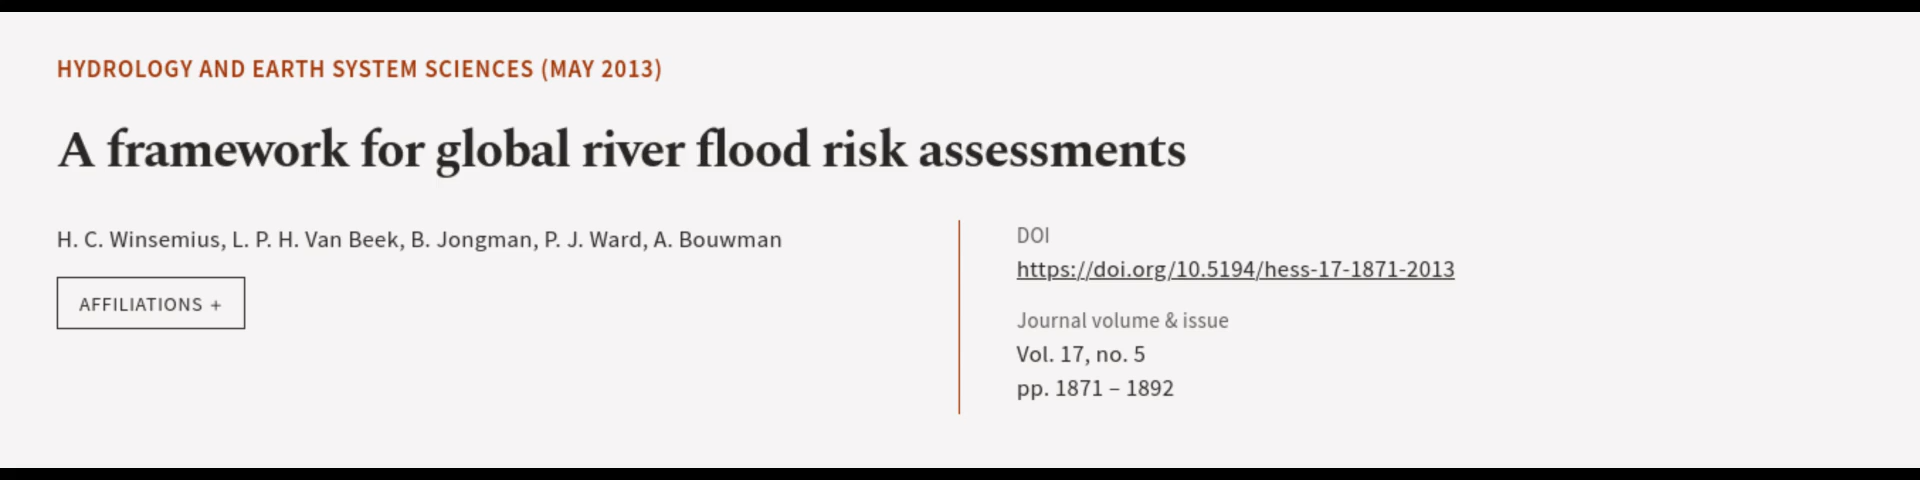 HYDROLOGY AND EARTH SYSTEM SCIENCES (MAY 2013)
A framework for global river flood risk assessments
H. C. Winsemius, L. P. H. Van Beek, B. Jongman, P. J. Ward, A. Bouwman
AFFILIATIONS +
DOI
https://doi.org/10.5194/hess-17-1871-2013
Journal volume & issue
Vol. 17, no. 5
pp. 1871 – 1892